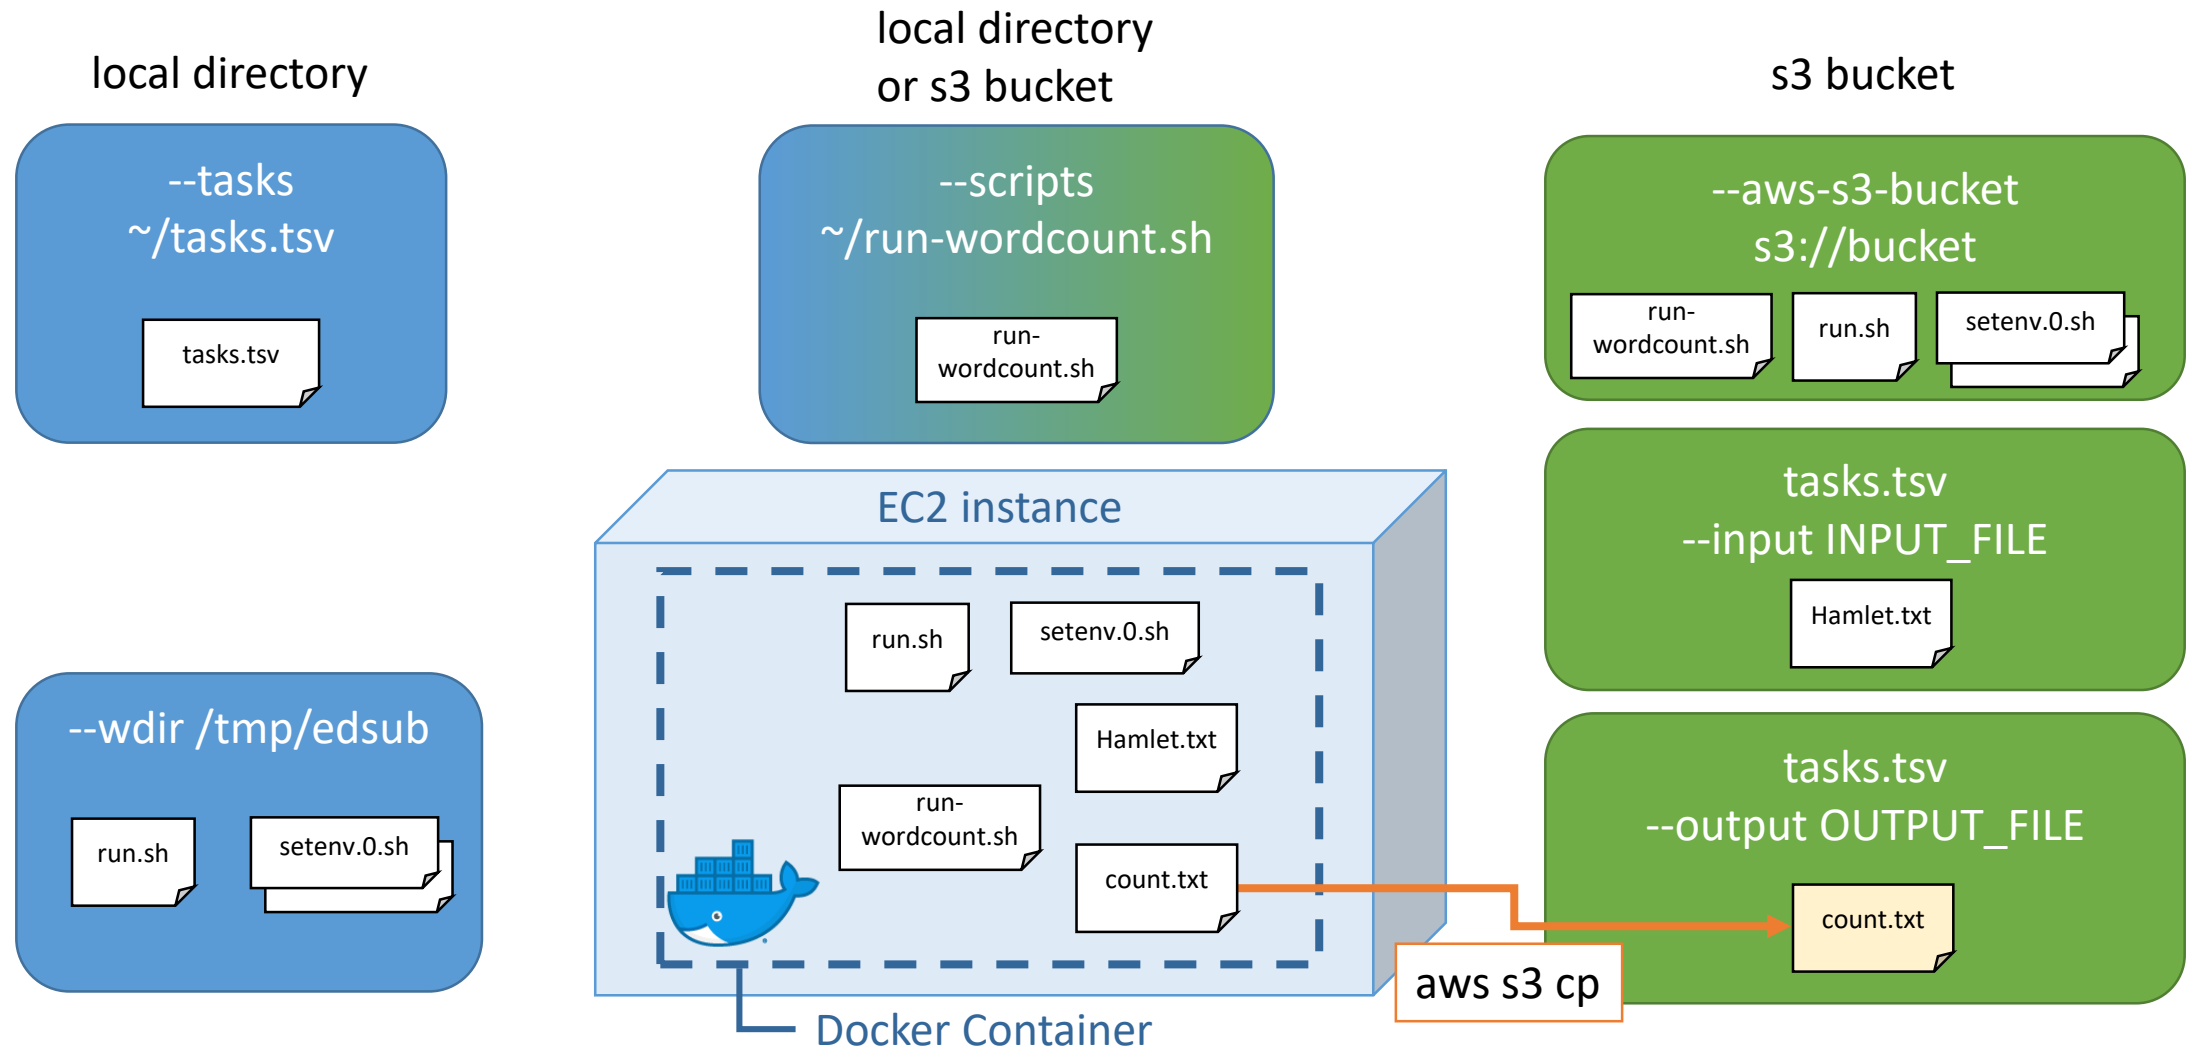 local directory
local directory
or s3 bucket
s3 bucket
--tasks
~/tasks.tsv
tasks.tsv
--scripts
~/run-wordcount.sh
run-
wordcount.sh
--aws-s3-bucket
s3://bucket
run-
wordcount.sh
run.sh
setenv.0.sh
tasks.tsv
--input INPUT_FILE
Hamlet.txt
EC2 instance
run.sh
setenv.0.sh
Hamlet.txt
run-
wordcount.sh
count.txt
--wdir /tmp/edsub
run.sh
setenv.0.sh
tasks.tsv
--output OUTPUT_FILE
count.txt
aws s3 cp
Docker Container